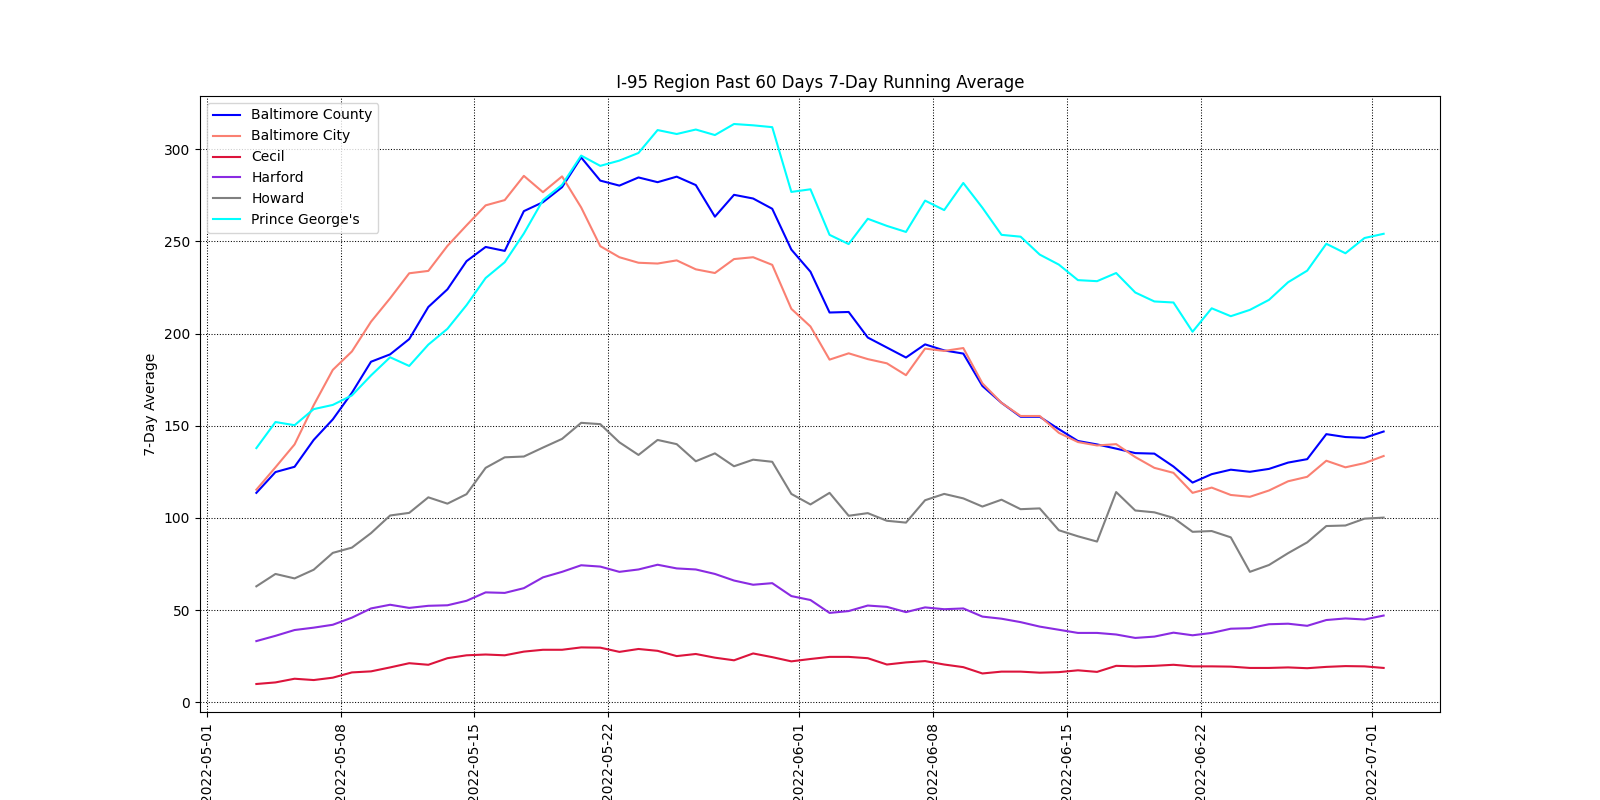 I-95 Region Past 60 Days 7-Day Running Average
Baltimore County
Baltimore City
Cecil
Harford
Howard
Prince George's
300
250
200
150
100
50
0
7-Day Average
2022-05-01
2022-05-08
2022-05-15
2022-05-22
2022-06-01
2022-06-08
2022-06-15
2022-06-22
2022-07-01